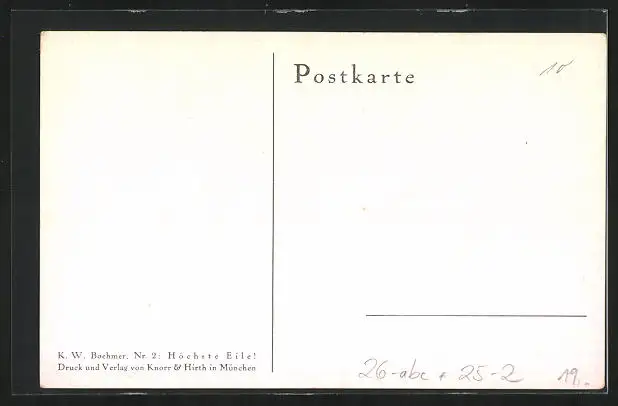 Postkarte
10
K. W. Boehmer, Nr. 2: Höchste Eile!
Druck und Verlag von Knorr & Hirth in München
26-abc + 25-2
19.-